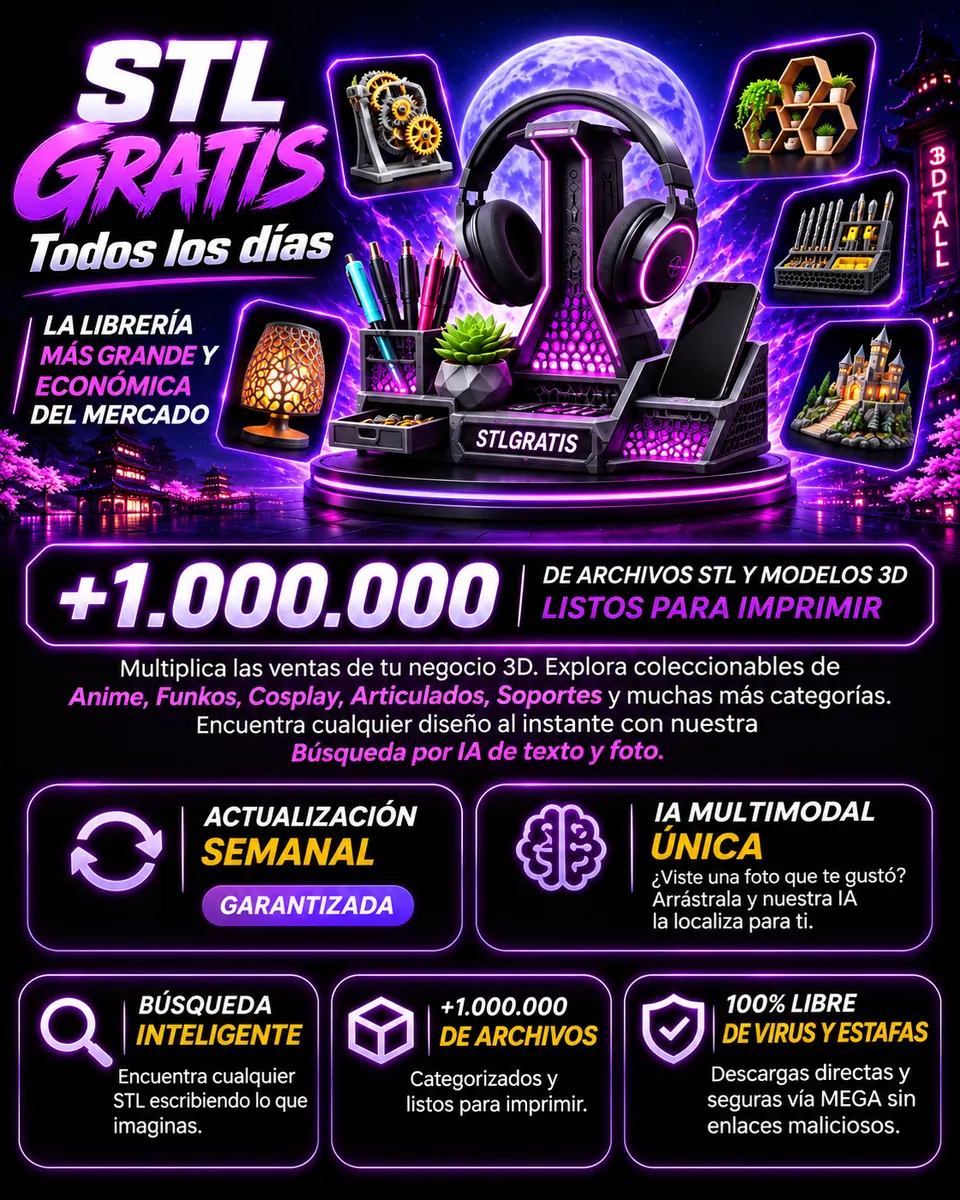 STL
GRATIS
Todos los días
LA LIBRERÍA
MÁS GRANDE Y
ECONÓMICA
DEL MERCADO
3DTALL
STLGRATIS
+1.000.000
DE ARCHIVOS STL Y MODELOS 3D
LISTOS PARA IMPRIMIR
Multiplica las ventas de tu negocio 3D. Explora coleccionables de
Anime, Funkos, Cosplay, Articulados, Soportes y muchas más categorías.
Encuentra cualquier diseño al instante con nuestra
Búsqueda por IA de texto y foto.
ACTUALIZACIÓN
SEMANAL
GARANTIZADA
IA MULTIMODAL
ÚNICA
¿Viste una foto que te gustó?
Arrástrala y nuestra IA
la localiza para ti.
BÚSQUEDA
INTELIGENTE
Encuentra cualquier
STL escribiendo lo que
imaginas.
+1.000.000
DE ARCHIVOS
Categorizados y
listos para imprimir.
100% LIBRE
DE VIRUS Y ESTAFAS
Descargas directas y
seguras vía MEGA sin
enlaces maliciosos.